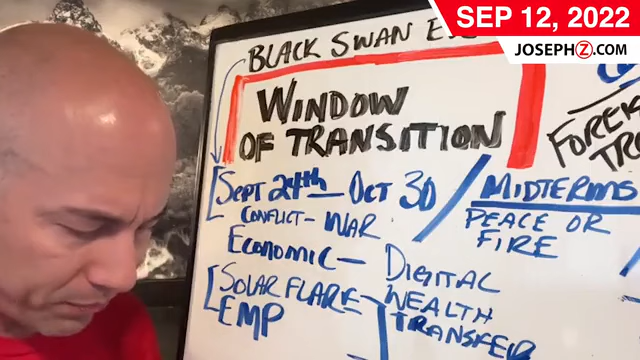 SEP 12, 2022
JOSEPHZ.COM
BLACK SWAN
WINDOW
OF TRANSITION
SEPT 24th — OCT 30 / MIDTERMS
CONFLICT - WAR
PEACE OR
FIRE
ECONOMIC — DIGITAL
WEALTH
TRANSFER
SOLAR FLARE
EMP